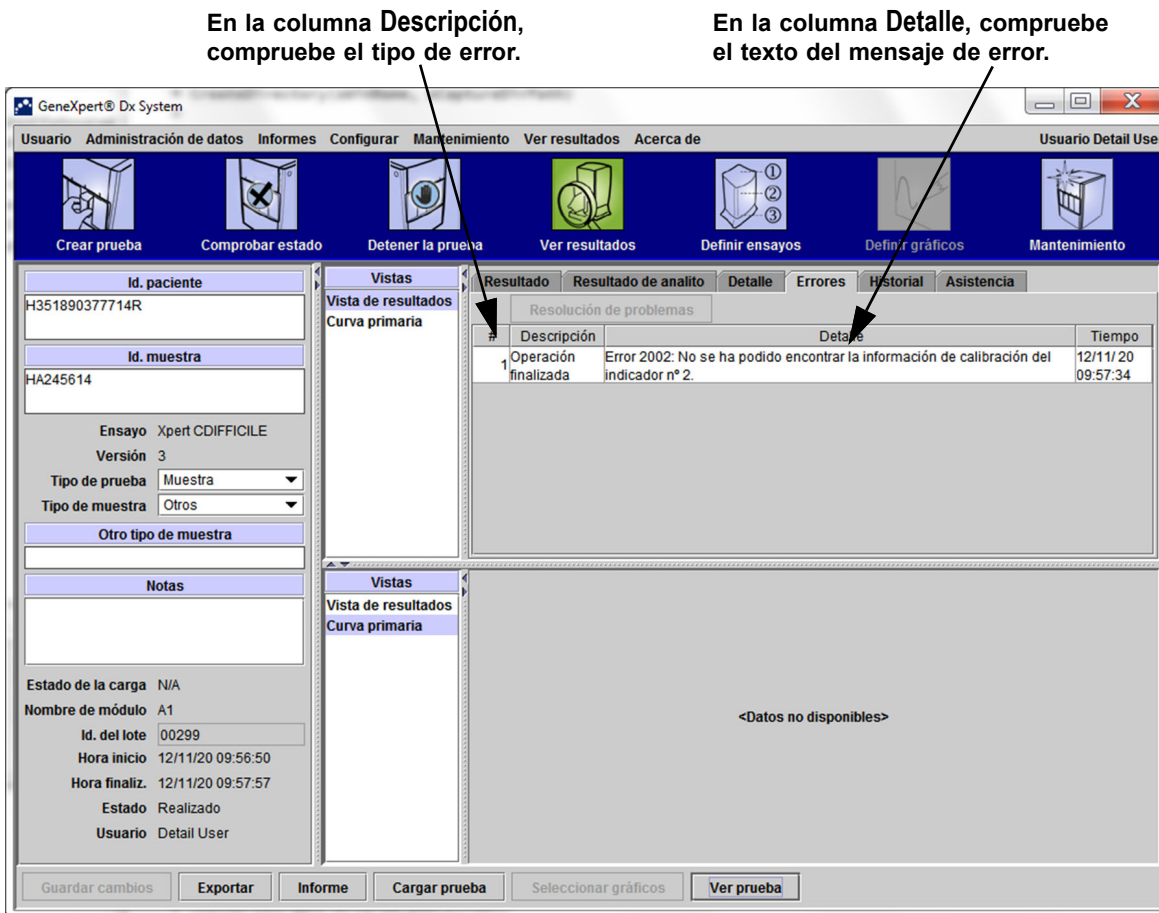 En la columna Descripción,
compruebe el tipo de error.
En la columna Detalle, compruebe
el texto del mensaje de error.
GeneXpert® Dx System
Usuario Administración de datos Informes Configurar Mantenimiento Ver resultados Acerca de Usuario Detail User
Crear prueba Comprobar estado Detener la prueba Ver resultados Definir ensayos Definir gráficos Mantenimiento
Id. paciente
H351890377714R
Id. muestra
HA245614
Ensayo Xpert CDIFFICILE
Versión 3
Tipo de prueba Muestra
Tipo de muestra Otros
Otro tipo de muestra
Notas
Estado de la carga N/A
Nombre de módulo A1
Id. del lote 00299
Hora inicio 12/11/20 09:56:50
Hora finaliz. 12/11/20 09:57:57
Estado Realizado
Usuario Detail User
Vistas
Vista de resultados
Curva primaria
Resultado Resultado de analito Detalle Errores Historial Asistencia
Resolución de problemas
# Descripción Detalle Tiempo
1 Operación Error 2002: No se ha podido encontrar la información de calibración del 12/11/20
finalizada indicador nº 2. 09:57:34
Vistas
Vista de resultados
Curva primaria
<Datos no disponibles>
Guardar cambios Exportar Informe Cargar prueba Seleccionar gráficos Ver prueba